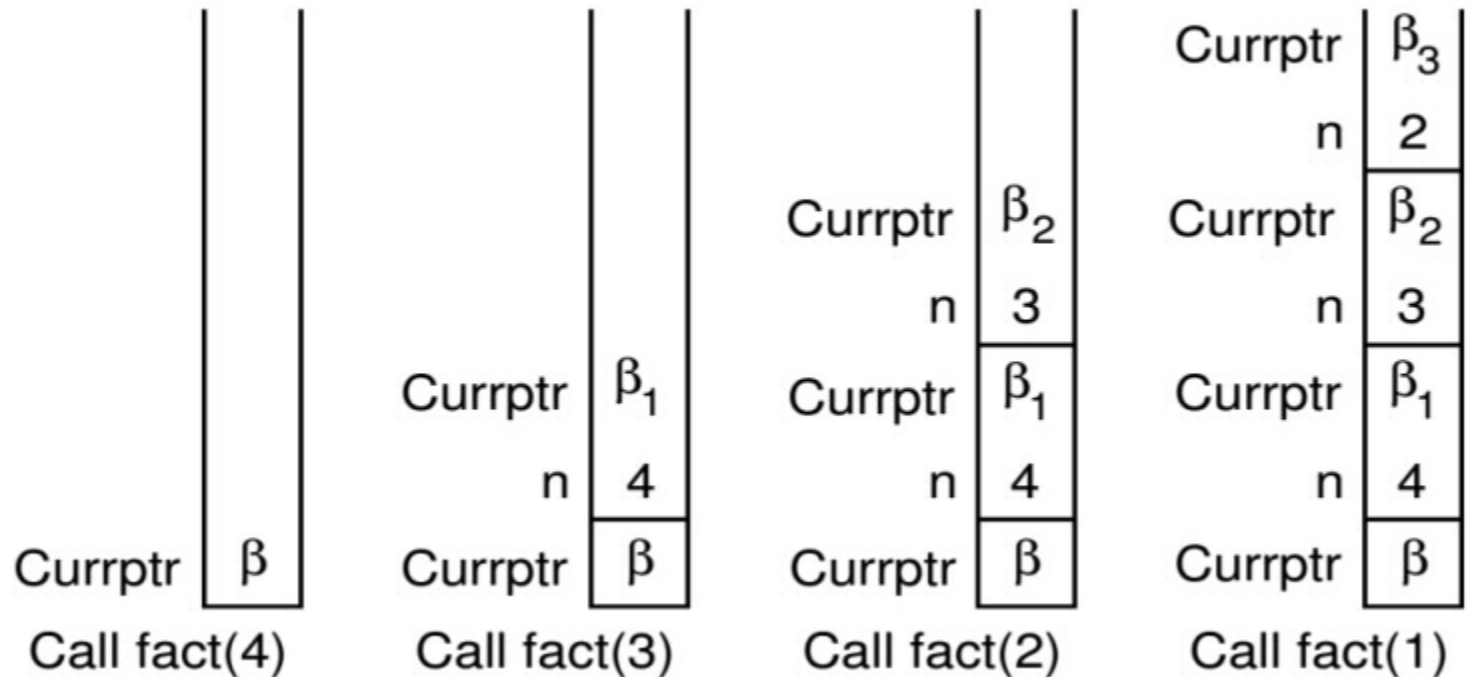 Currptr β
Call fact(4)
Currptr β₁
n 4
Currptr β
Call fact(3)
Currptr β₂
n 3
Currptr β₁
n 4
Currptr β
Call fact(2)
Currptr β₃
n 2
Currptr β₂
n 3
Currptr β₁
n 4
Currptr β
Call fact(1)